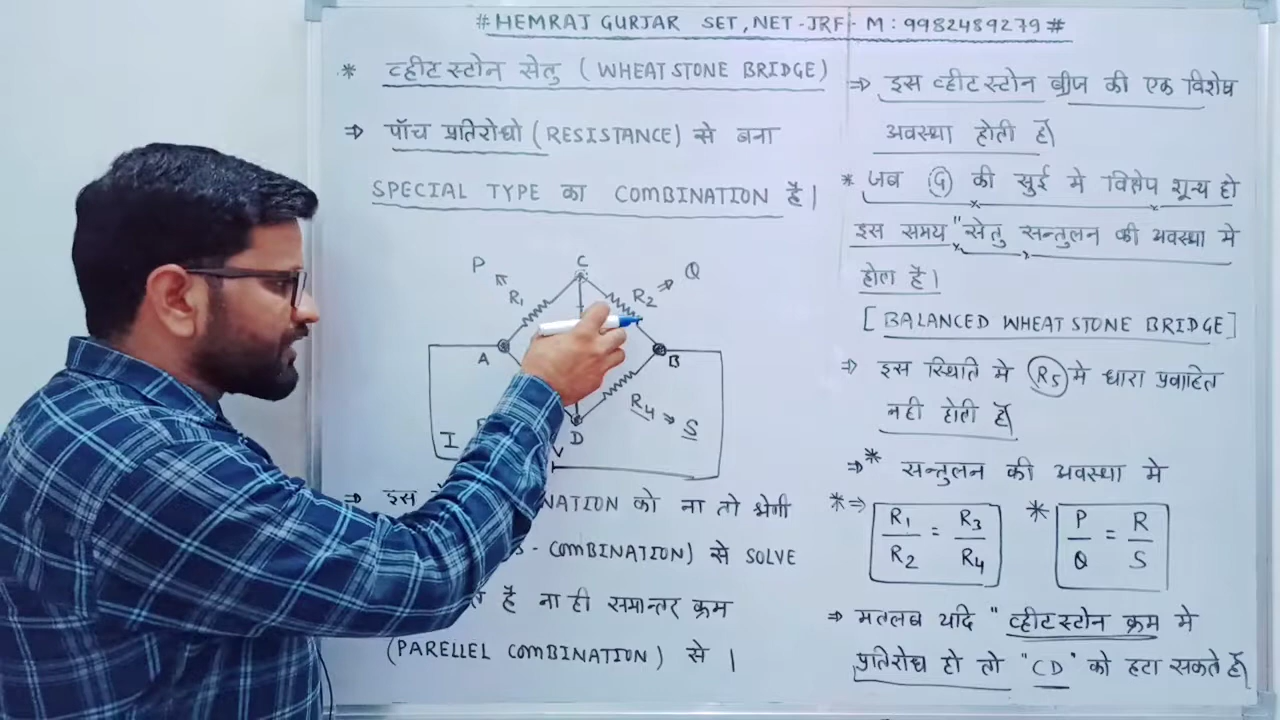 #HEMRAJ GURJAR SET, NET-JRF- M: 9982489279#
* व्हीटस्टोन सेतु (WHEATSTONE BRIDGE)
⇒ पाँच प्रतिरोधो (RESISTANCE) से बना
SPECIAL TYPE का COMBINATION है।
P
C
Q
R₁
R₂
A
B
R₄ → S
D
I
V
⇒ इस
NATION को ना तो श्रेणी
S-COMBINATION) से SOLVE
है ना ही समान्तर क्रम
(PARELLEL COMBINATION) से ।
⇒ इस व्हीटस्टोन ब्रीज की एक विशेष
अवस्था होती है
* जब G की सुई मे विक्षेप शून्य हो
इस समय "सेतु सन्तुलन की अवस्था मे
होता है।
[BALANCED WHEATSTONE BRIDGE]
⇒ इस स्थिति मे R₅ मे धारा प्रवाहित
नही होती है
⇒* सन्तुलन की अवस्था मे
*⇒ R₁/R₂ = R₃/R₄ * P/Q = R/S
⇒ मतलब यदि "व्हीटस्टोन क्रम मे
प्रतिरोध हो तो "CD" को हटा सकते है